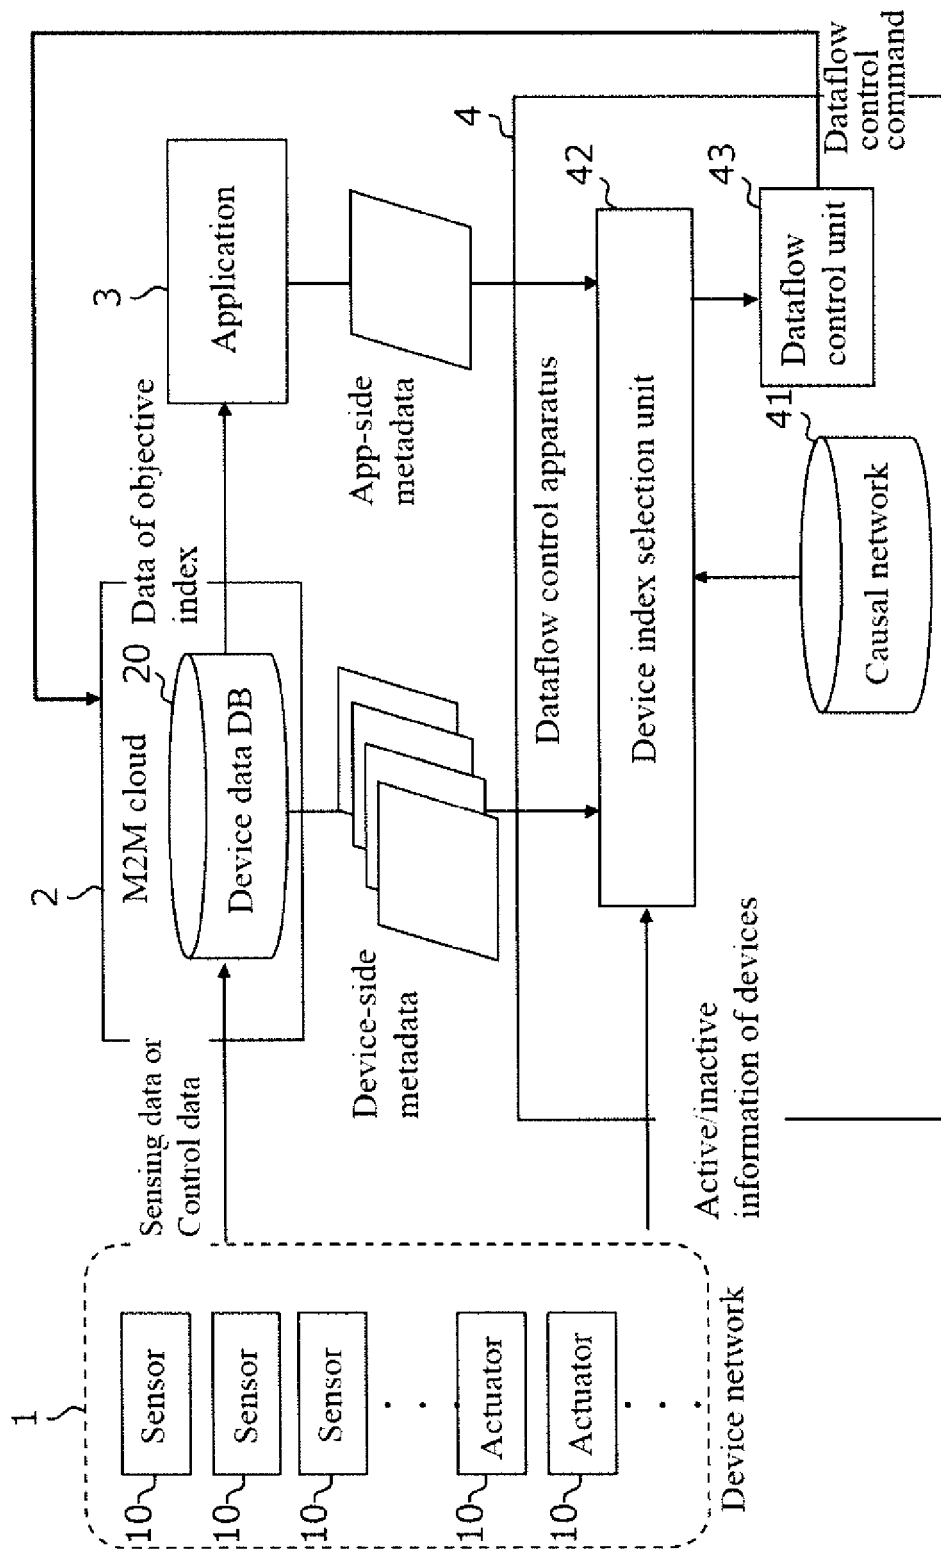 1
10
Sensor
10
Sensor
10
Sensor
10
Actuator
10
Actuator
Device network
Sensing data or
Control data
2
M2M cloud
20
Device data DB
Data of objective
index
3
Application
Device-side
metadata
App-side
metadata
4
Dataflow control apparatus
Active/inactive
information of devices
42
Device index selection unit
41
Causal network
43
Dataflow
control unit
Dataflow
control
command